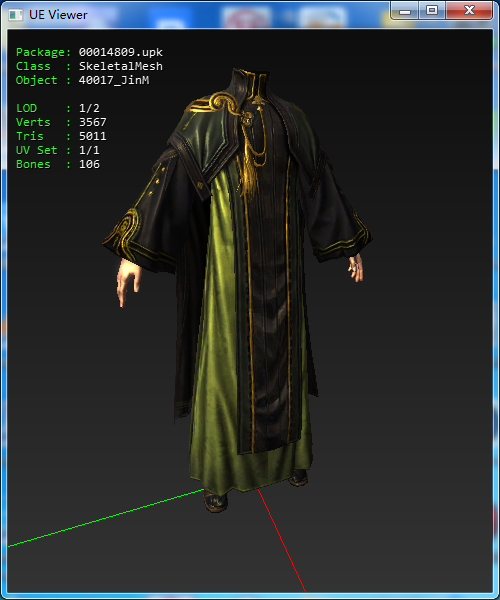 UE Viewer
Package: 00014809.upk
Class : SkeletalMesh
Object : 40017_JinM
LOD : 1/2
Verts : 3567
Tris : 5011
UV Set : 1/1
Bones : 106